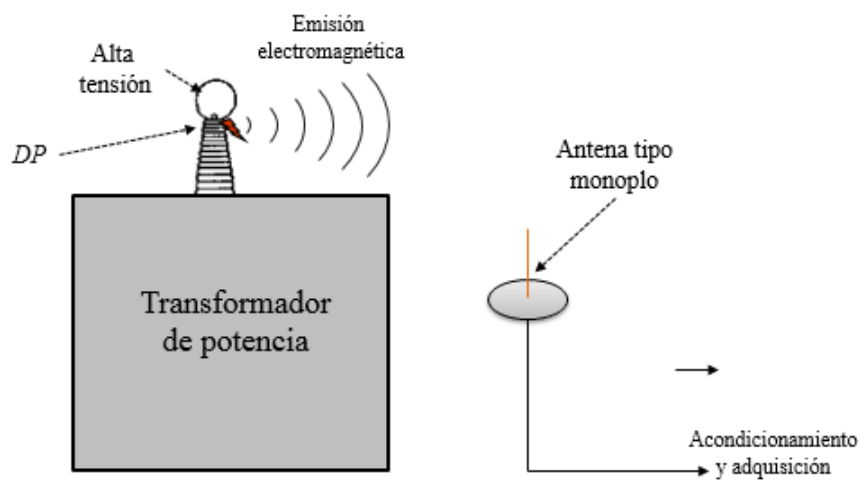 Emisión
electromagnética
Alta
tensión
DP
Antena tipo
monoplo
Transformador
de potencia
Acondicionamiento
y adquisición